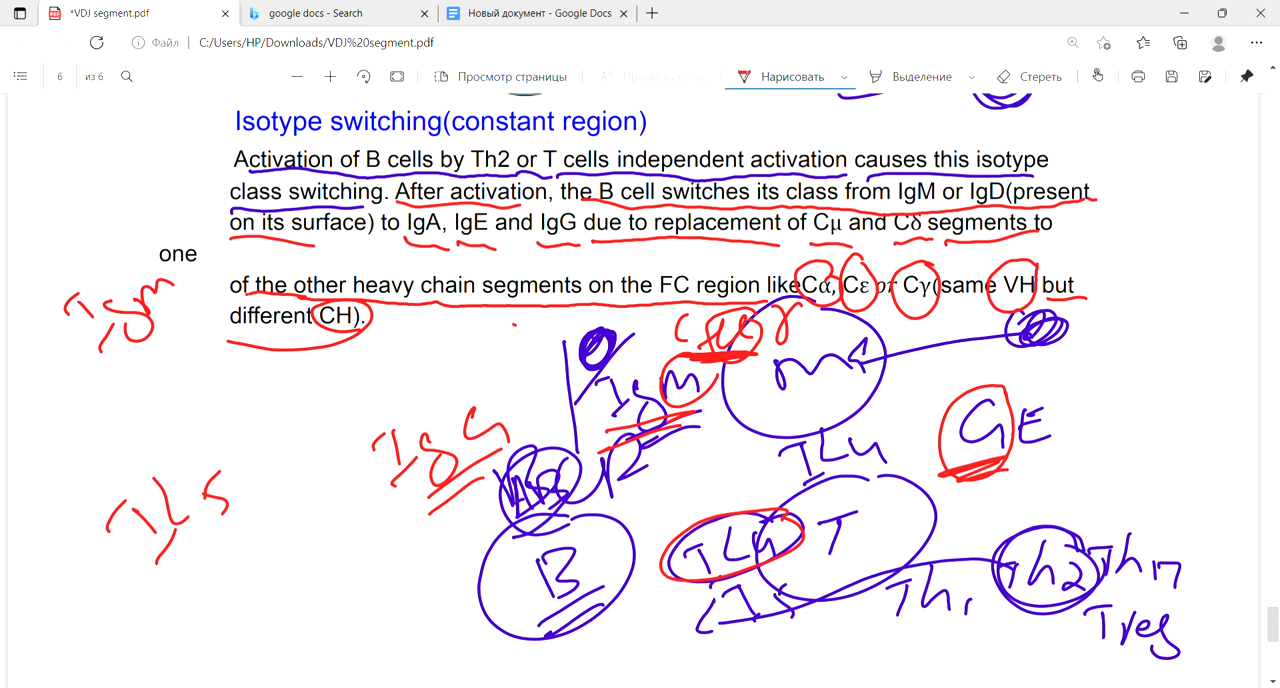 *VDJ segment.pdf
google docs - Search
Новый документ - Google Docs
Файл
C:/Users/HP/Downloads/VDJ%20segment.pdf
6 из 6
Просмотр страницы
Прочесть вслух
Нарисовать
Выделение
Стереть
Isotype switching(constant region)
Activation of B cells by Th2 or T cells independent activation causes this isotype
class switching. After activation, the B cell switches its class from IgM or IgD(present
on its surface) to IgA, IgE and IgG due to replacement of Cμ and Cδ segments to
one
of the other heavy chain segments on the FC region likeCα, Cε or Cγ(same VH but
different CH).
IgM
IgM
M
IgG
G E
IL4
IL5
IL4
T
B
Th2
Th17
Th1
Treg